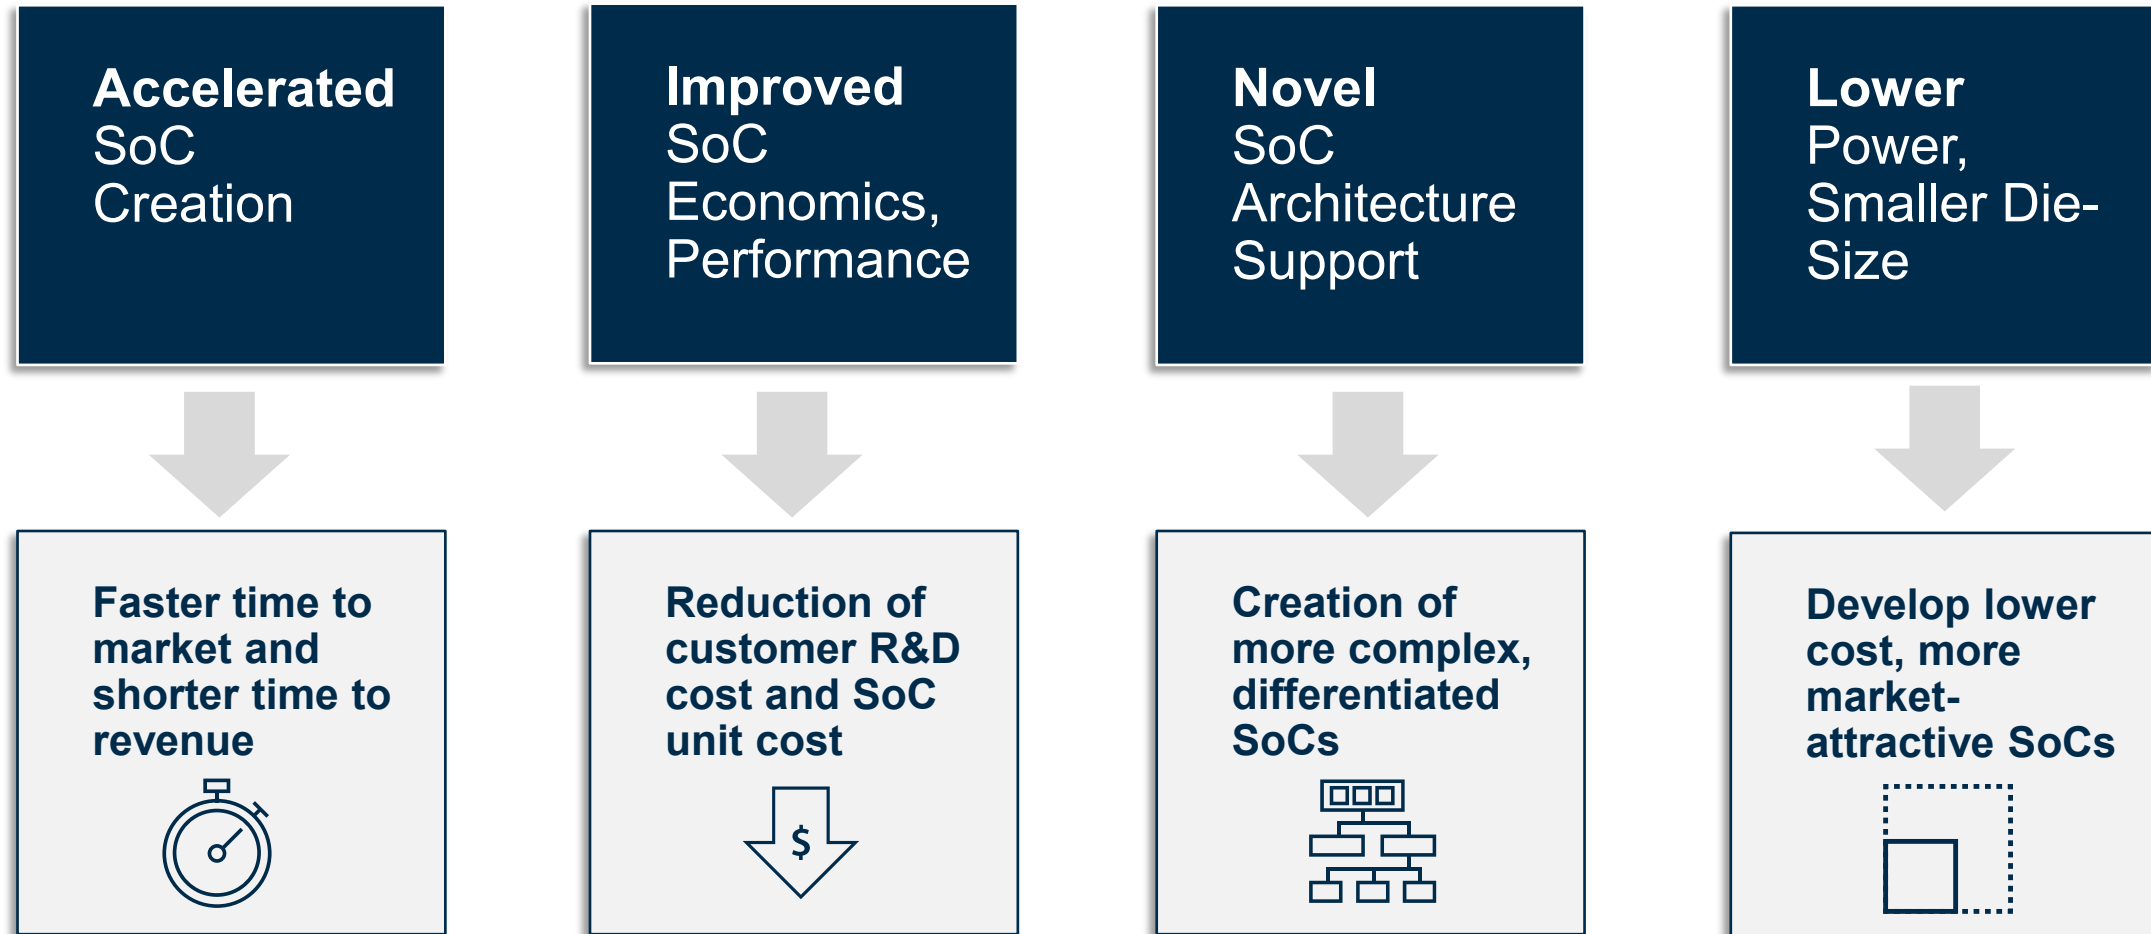 Accelerated
SoC
Creation
Improved
SoC
Economics,
Performance
Novel
SoC
Architecture
Support
Lower
Power,
Smaller Die-
Size
Faster time to
market and
shorter time to
revenue
Reduction of
customer R&D
cost and SoC
unit cost
$
Creation of
more complex,
differentiated
SoCs
Develop lower
cost, more
market-
attractive SoCs